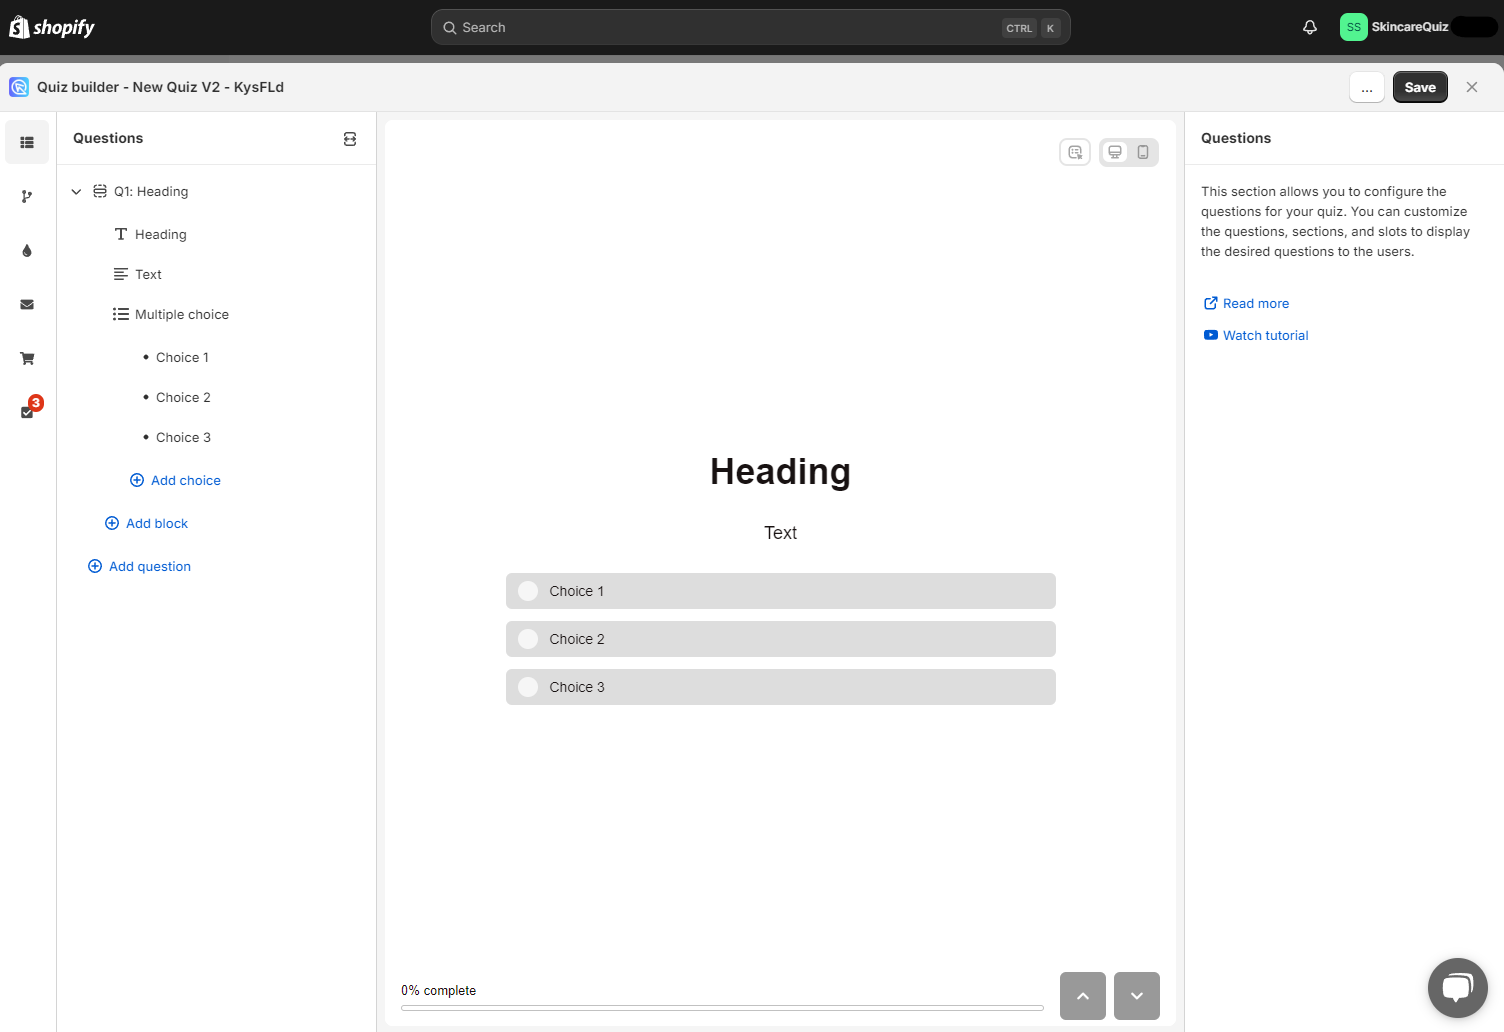 shopify
Search
CTRL K
SS
SkincareQuiz
Quiz builder - New Quiz V2 - KysFLd
...
Save
Questions
Q1: Heading
Heading
Text
Multiple choice
Choice 1
Choice 2
Choice 3
Add choice
Add block
Add question
3
Heading
Text
Choice 1
Choice 2
Choice 3
0% complete
Questions
This section allows you to configure the
questions for your quiz. You can customize
the questions, sections, and slots to display
the desired questions to the users.
Read more
Watch tutorial